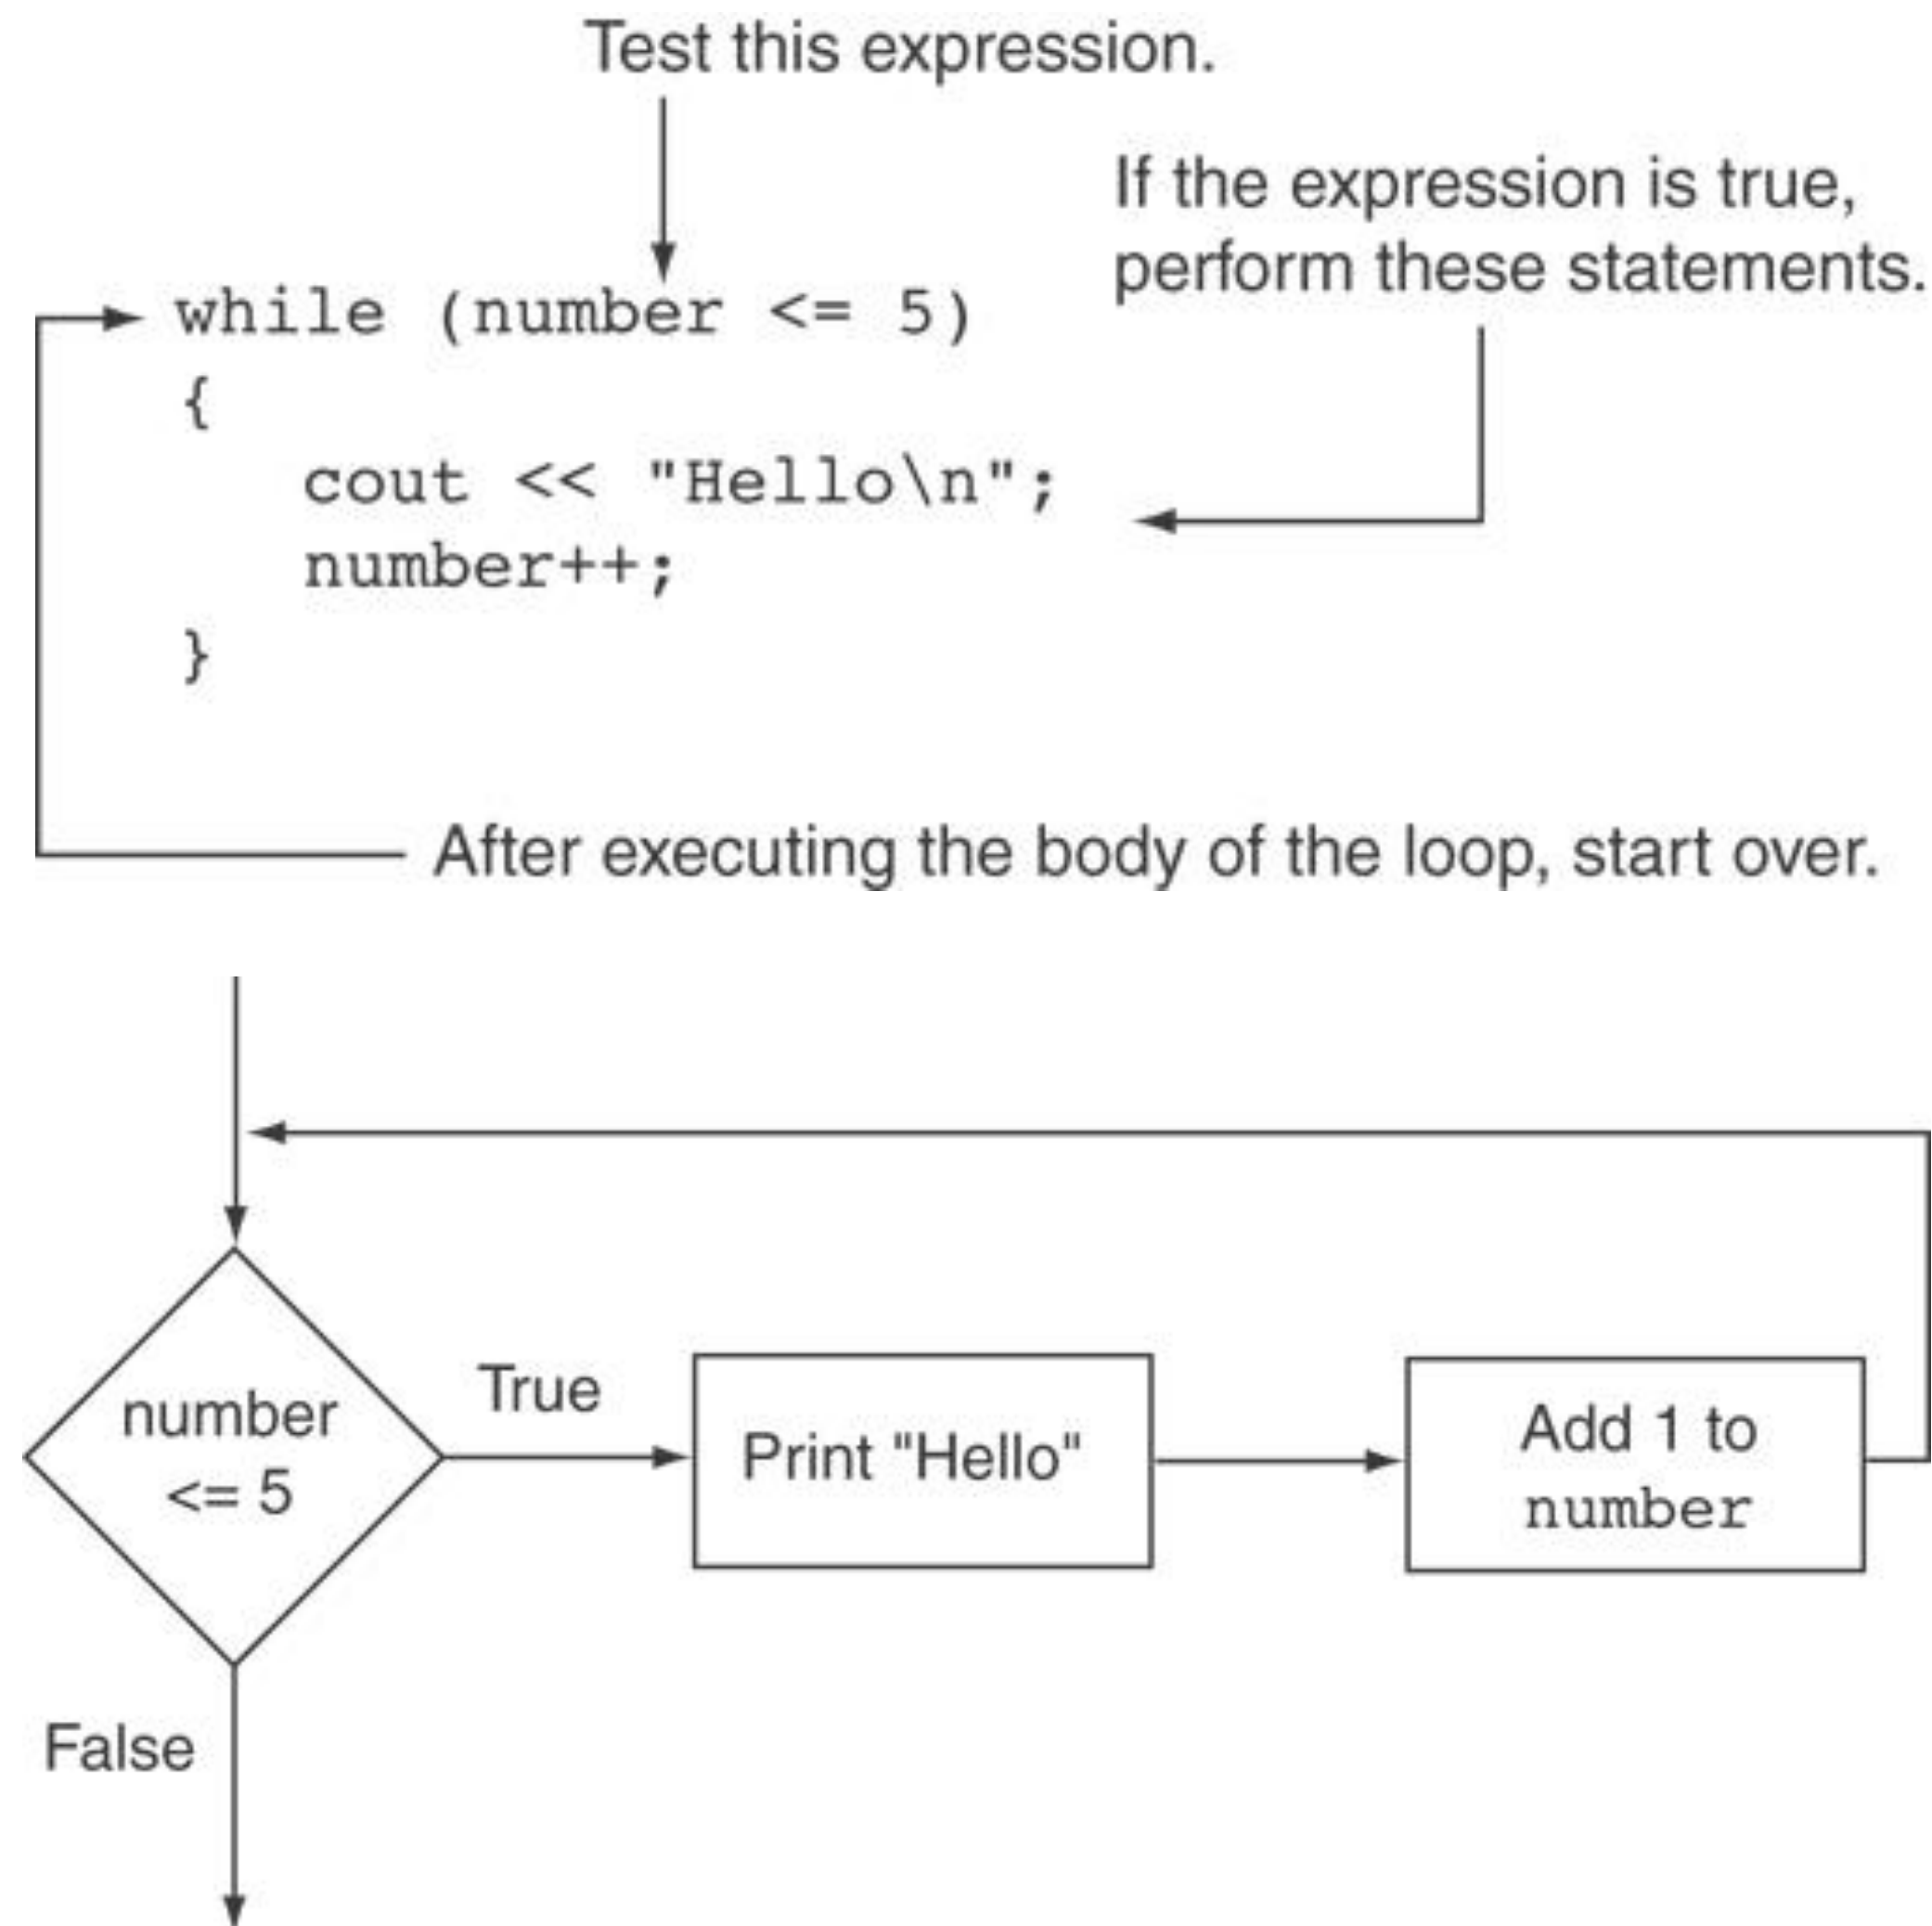 Test this expression.
If the expression is true,
perform these statements.
while (number <= 5)
{
cout << "Hello\n";
number++;
}
After executing the body of the loop, start over.
number
<= 5
True
Print "Hello"
Add 1 to
number
False